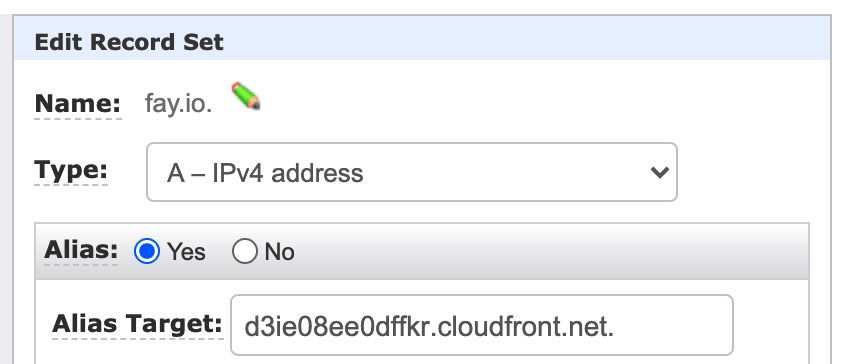 Edit Record Set
Name: fay.io.
Type: A – IPv4 address
Alias: Yes No
Alias Target: d3ie08ee0dffkr.cloudfront.net.